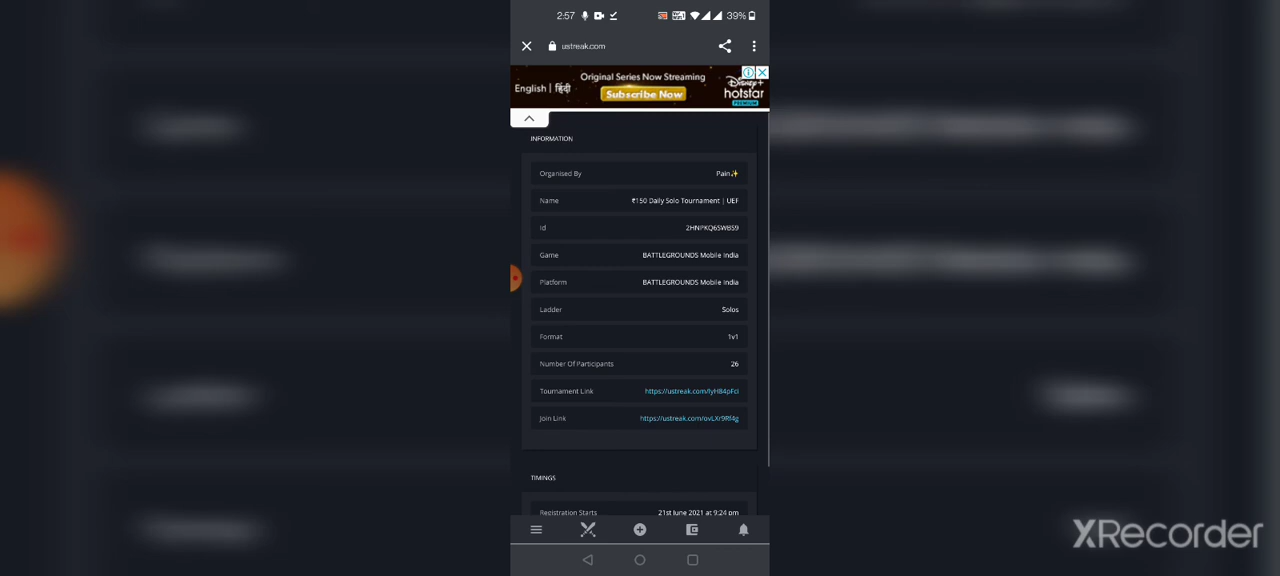 2:57 39%
ustreak.com
Original Series Now Streaming
English | हिंदी Subscribe Now
Disney+ hotstar
PREMIUM
INFORMATION
Organised By Pain✨
Name ₹150 Daily Solo Tournament | UEF
Id 2HNPKQ6SWBS9
Game BATTLEGROUNDS Mobile India
Platform BATTLEGROUNDS Mobile India
Ladder Solos
Format 1v1
Number Of Participants 26
Tournament Link https://ustreak.com/lyH84pFci
Join Link https://ustreak.com/ovLXr9Rf4g
TIMINGS
Registration Starts 21st June 2021 at 9:24 pm
XRecorder